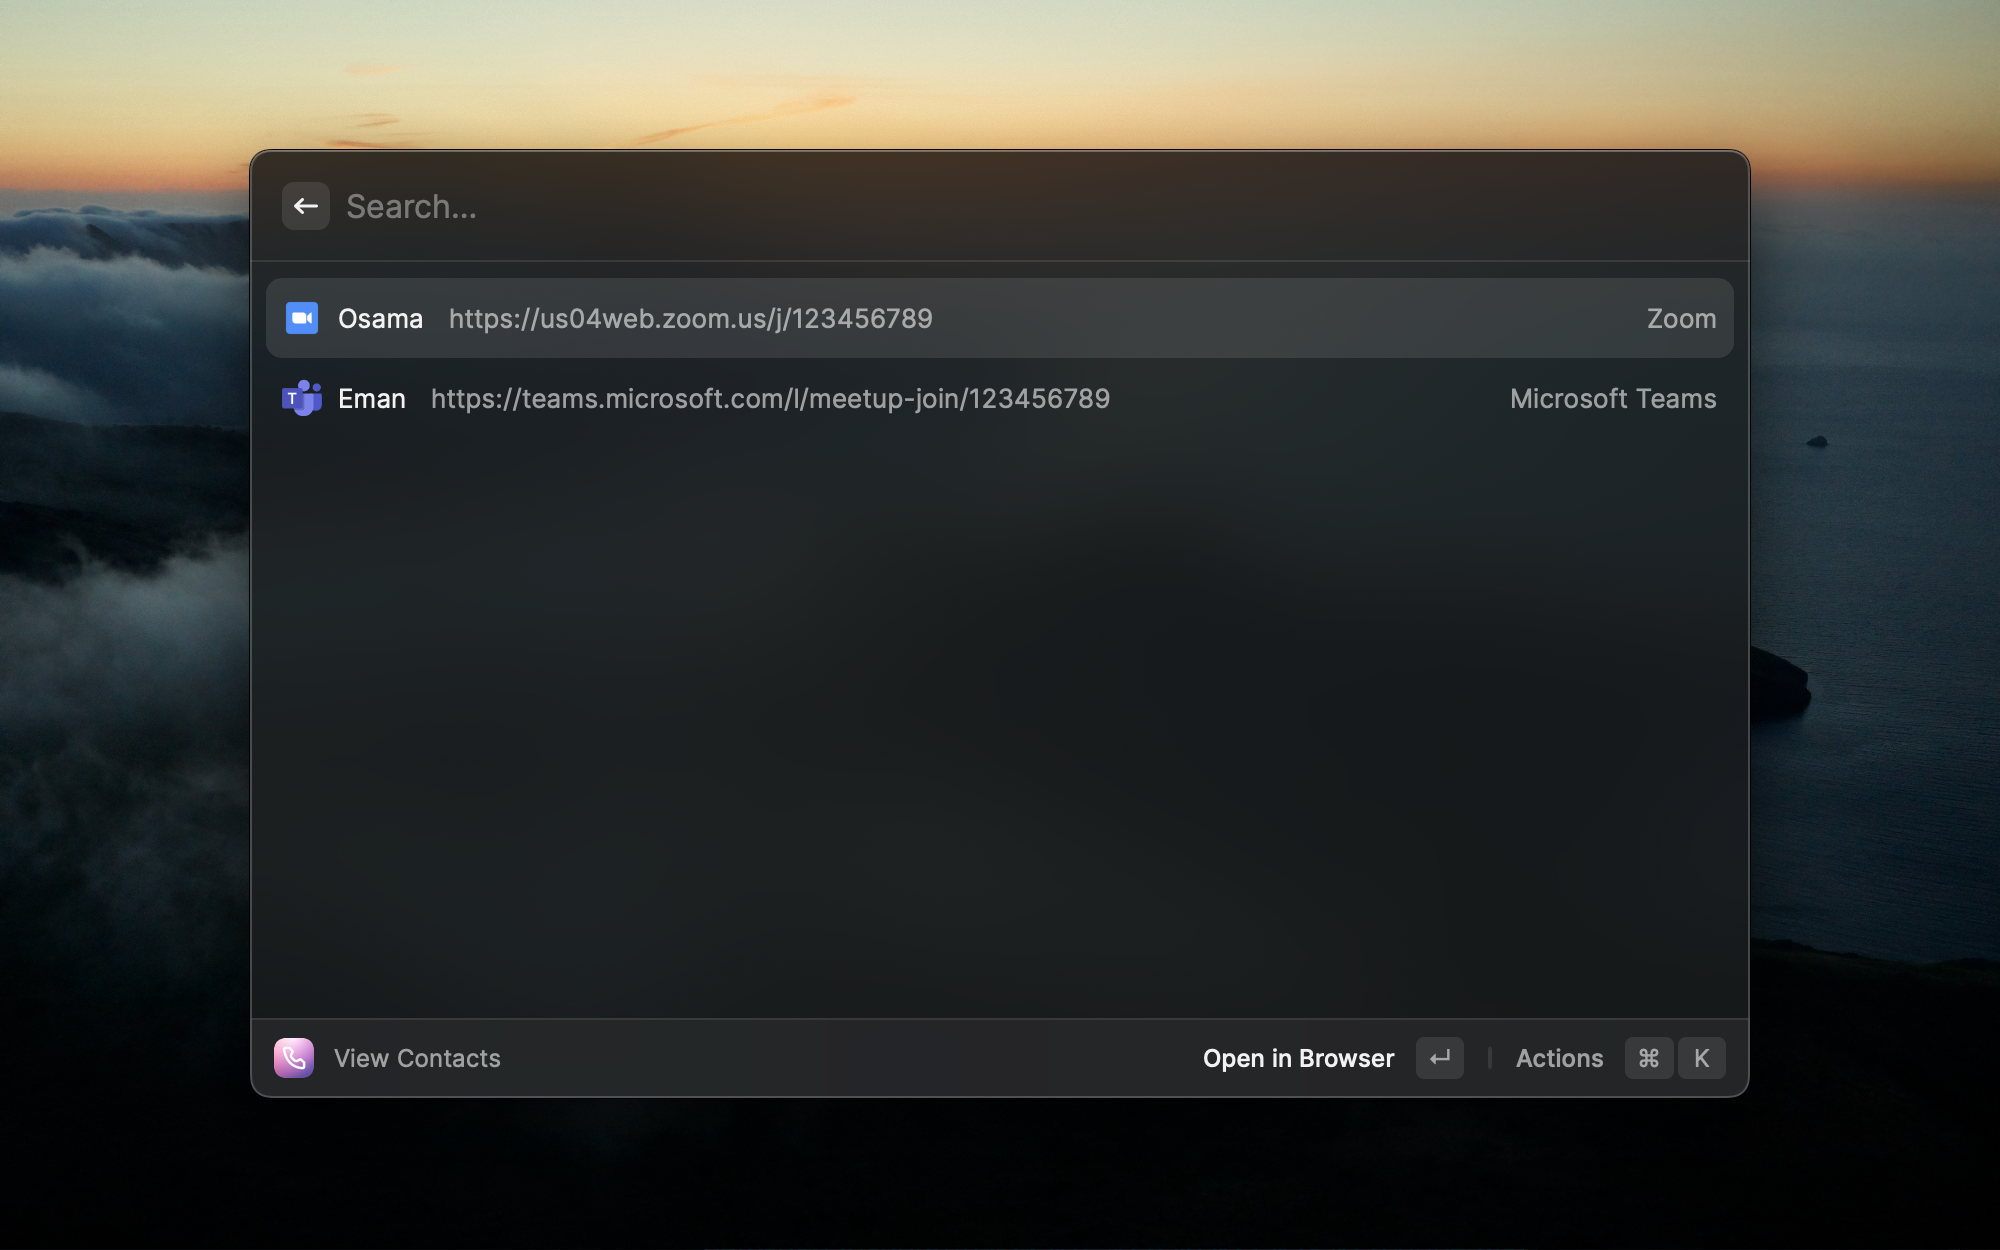 Search...
Osama https://us04web.zoom.us/j/123456789 Zoom
T Eman https://teams.microsoft.com/l/meetup-join/123456789 Microsoft Teams
View Contacts Open in Browser ↵ Actions ⌘ K